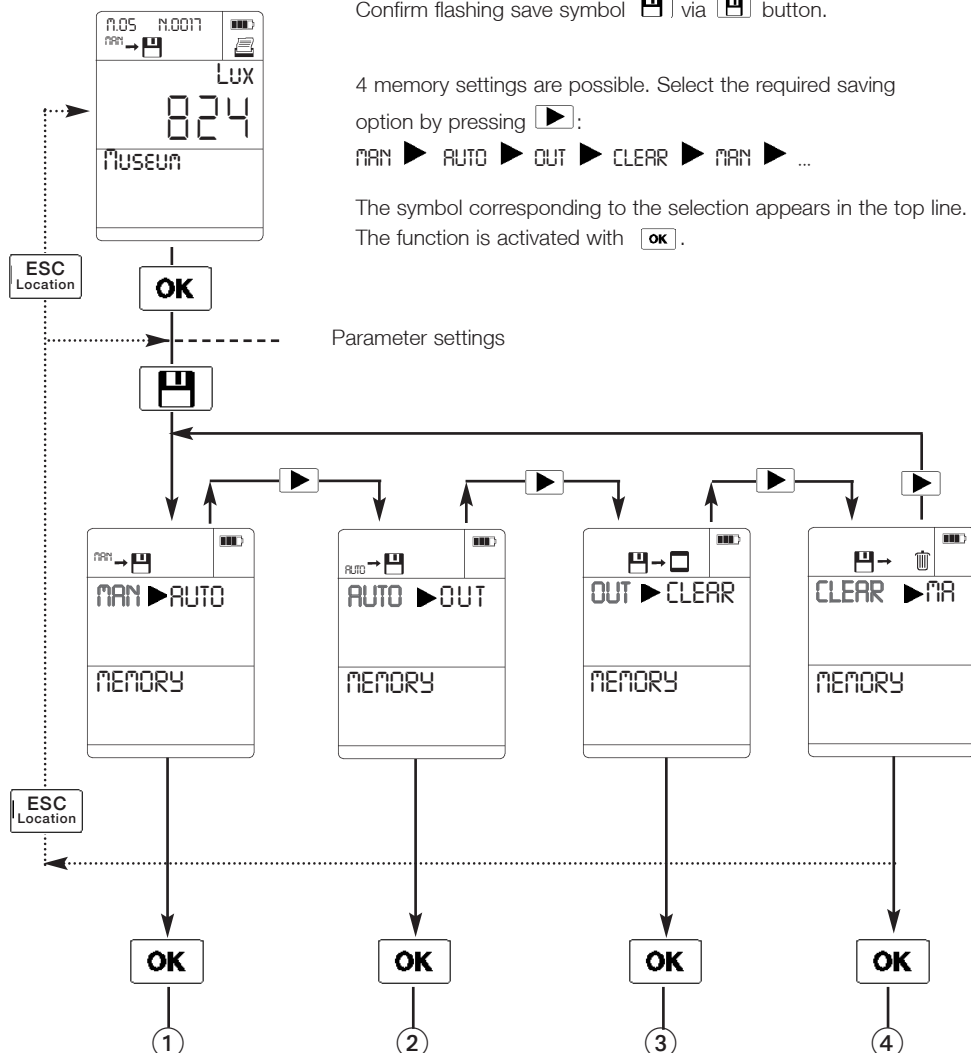 Confirm flashing save symbol via button.
M.05 N.0017
MAN
Lux
824
Museum
4 memory settings are possible. Select the required saving
option by pressing ▶:
MAN ▶ AUTO ▶ OUT ▶ CLEAR ▶ MAN ▶ ...
The symbol corresponding to the selection appears in the top line.
The function is activated with OK.
ESC
Location
OK
Parameter settings
MAN
MAN ▶AUTO
MEMORY
AUTO
AUTO ▶OUT
MEMORY
OUT ▶ CLEAR
MEMORY
CLEAR ▶MA
MEMORY
ESC
Location
OK
OK
OK
OK
1
2
3
4